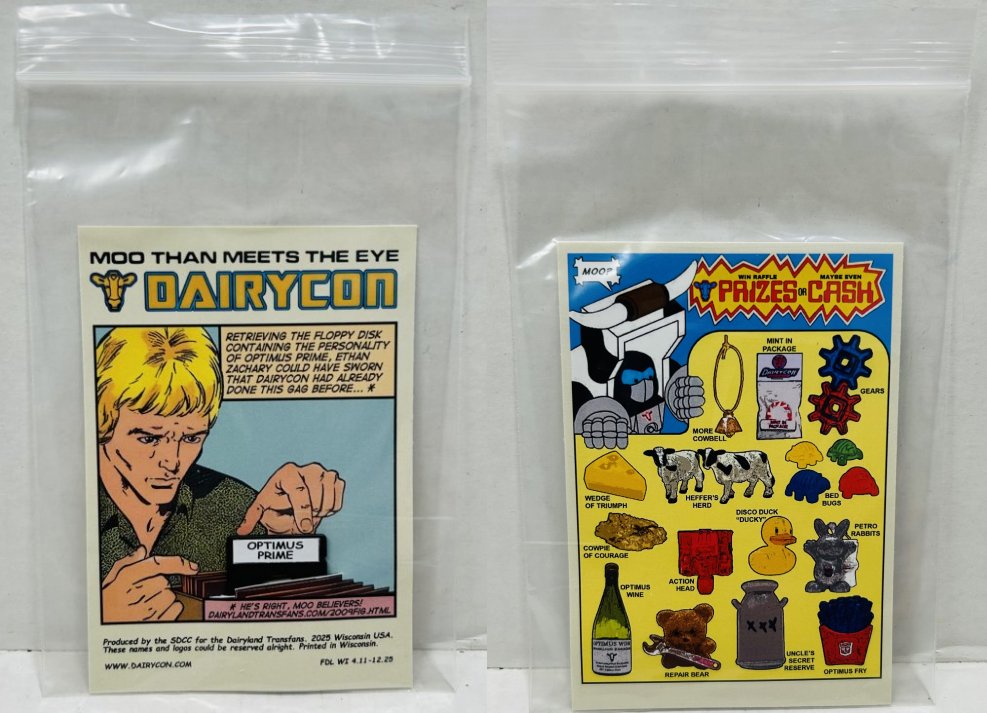 MOO THAN MEETS THE EYE
DAIRYCON
RETRIEVING THE FLOPPY DISK
CONTAINING THE PERSONALITY
OF OPTIMUS PRIME, ETHAN
ZACHARY COULD HAVE SWORN
THAT DAIRYCON HAD ALREADY
DONE THIS GAG BEFORE... *
OPTIMUS
PRIME
* HE'S RIGHT, MOO BELIEVERS!
DAIRYLANDTRANSFANS.COM/2009FIG.HTML
Produced by the SDCC for the Dairyland Transfans. 2025 Wisconsin USA.
These names and logos could be reserved alright. Printed in Wisconsin.
WWW.DAIRYCON.COM
FDL WI 4.11-12.25
MOO?
WIN RAFFLE
MAYBE EVEN
PRIZES OR CASH
MINT IN
PACKAGE
DAIRYCON
MINT IN
PACKAGE
GEARS
MORE
COWBELL
WEDGE
OF TRIUMPH
HEFFER'S
HERD
BED
BUGS
COWPIE
OF COURAGE
DISCO DUCK
"DUCKY"
PETRO
RABBITS
ACTION
HEAD
OPTIMUS
WINE
OPTIMUS WINE
REPAIR BEAR
UNCLE'S
SECRET
RESERVE
OPTIMUS FRY